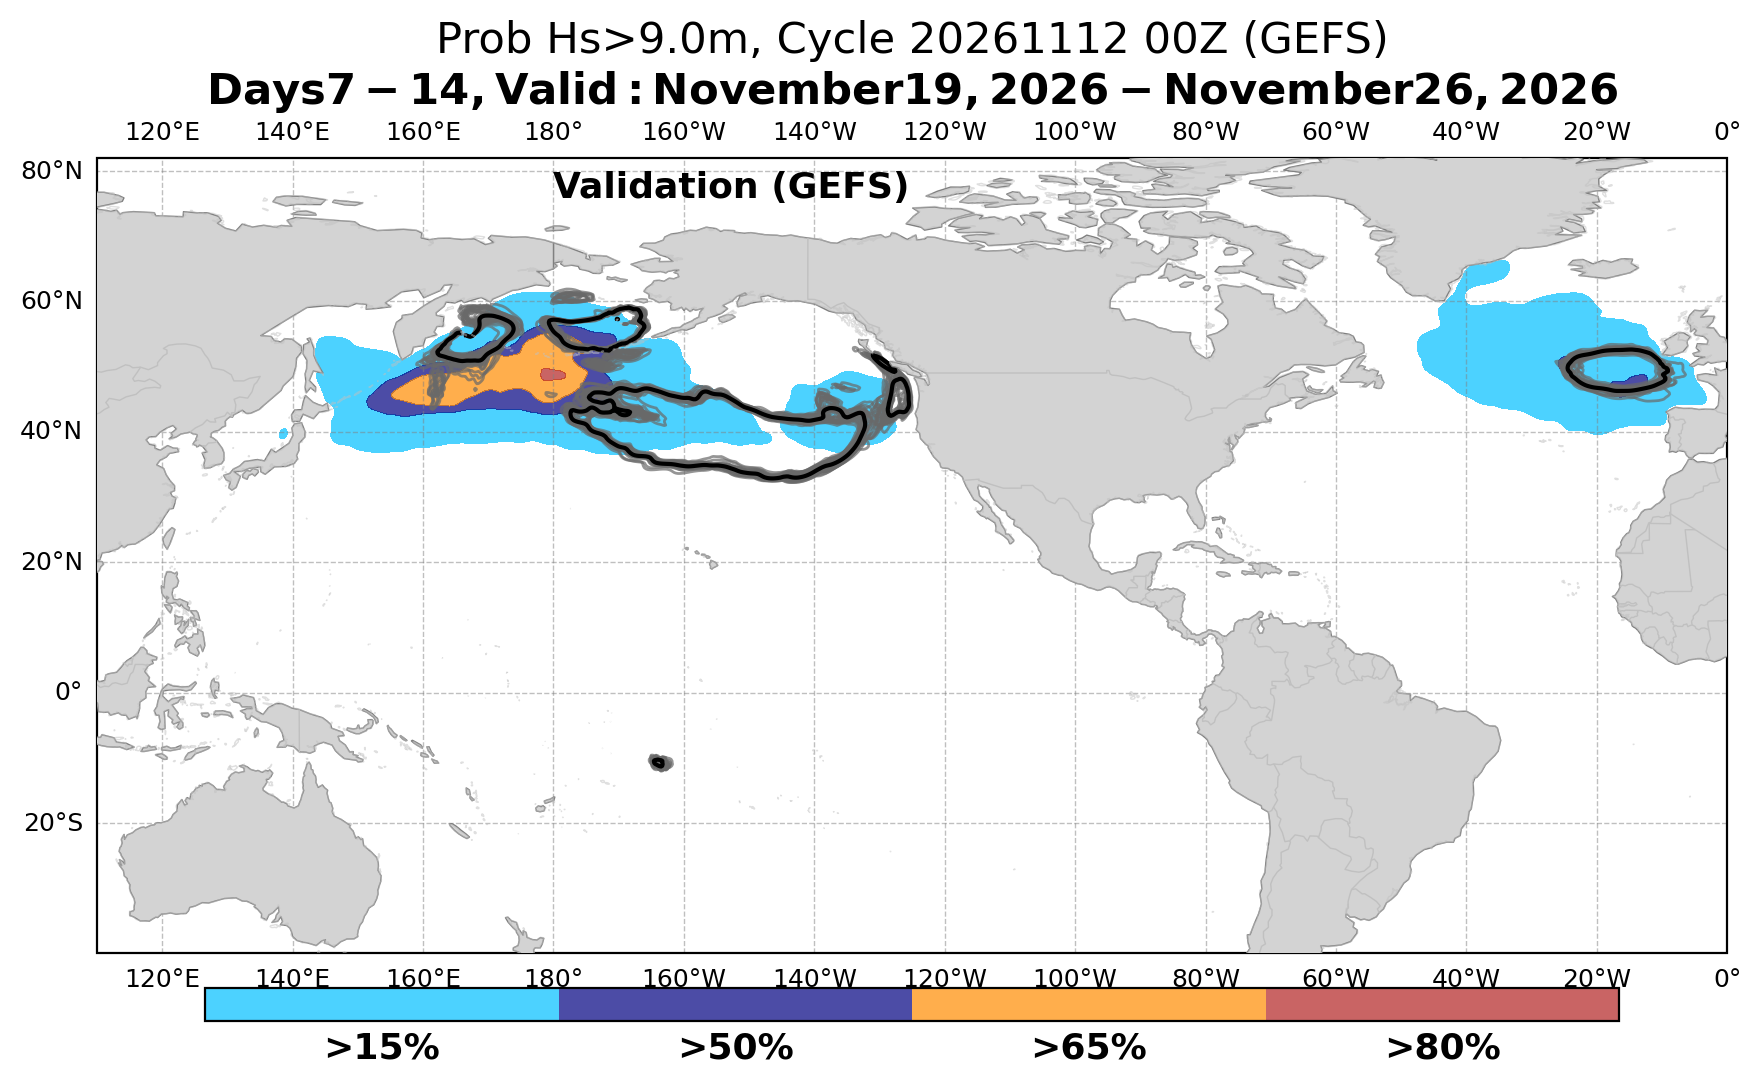 Prob Hs>9.0m, Cycle 20261112 00Z (GEFS)
Days7 − 14, Valid : November19, 2026 − November26, 2026
120°E 140°E 160°E 180° 160°W 140°W 120°W 100°W 80°W 60°W 40°W 20°W 0°
80°N
Validation (GEFS)
60°N
40°N
20°N
0°
20°S
120°E 140°E 160°E 180° 160°W 140°W 120°W 100°W 80°W 60°W 40°W 20°W 0°
>15% >50% >65% >80%